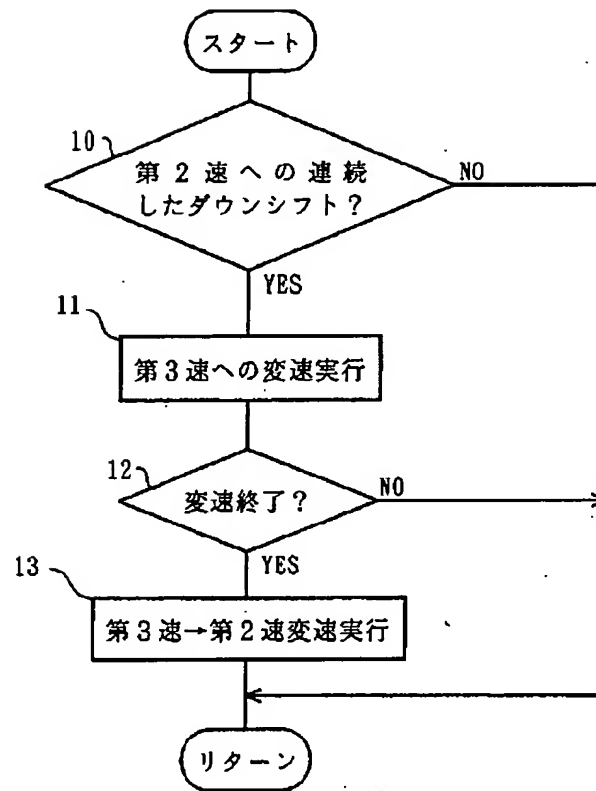 スタート
10
第2速への連続
したダウンシフト?
NO
YES
11
第3速への変速実行
12
変速終了?
NO
YES
13
第3速→第2速変速実行
リターン